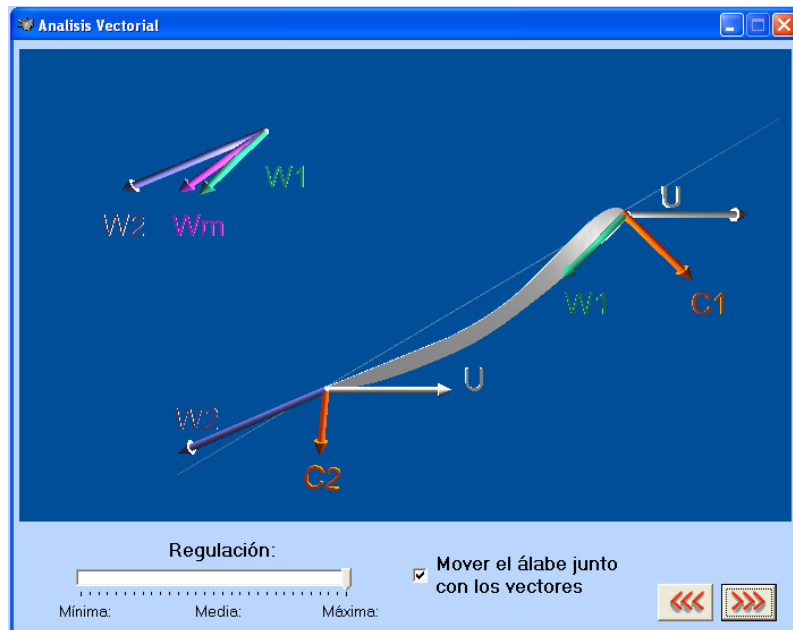 Analisis Vectorial
W1
W2 Wm
U
W1
C1
U
W2
C2
Regulación:
Mínima: Media: Máxima:
Mover el álabe junto
con los vectores
<<< >>>